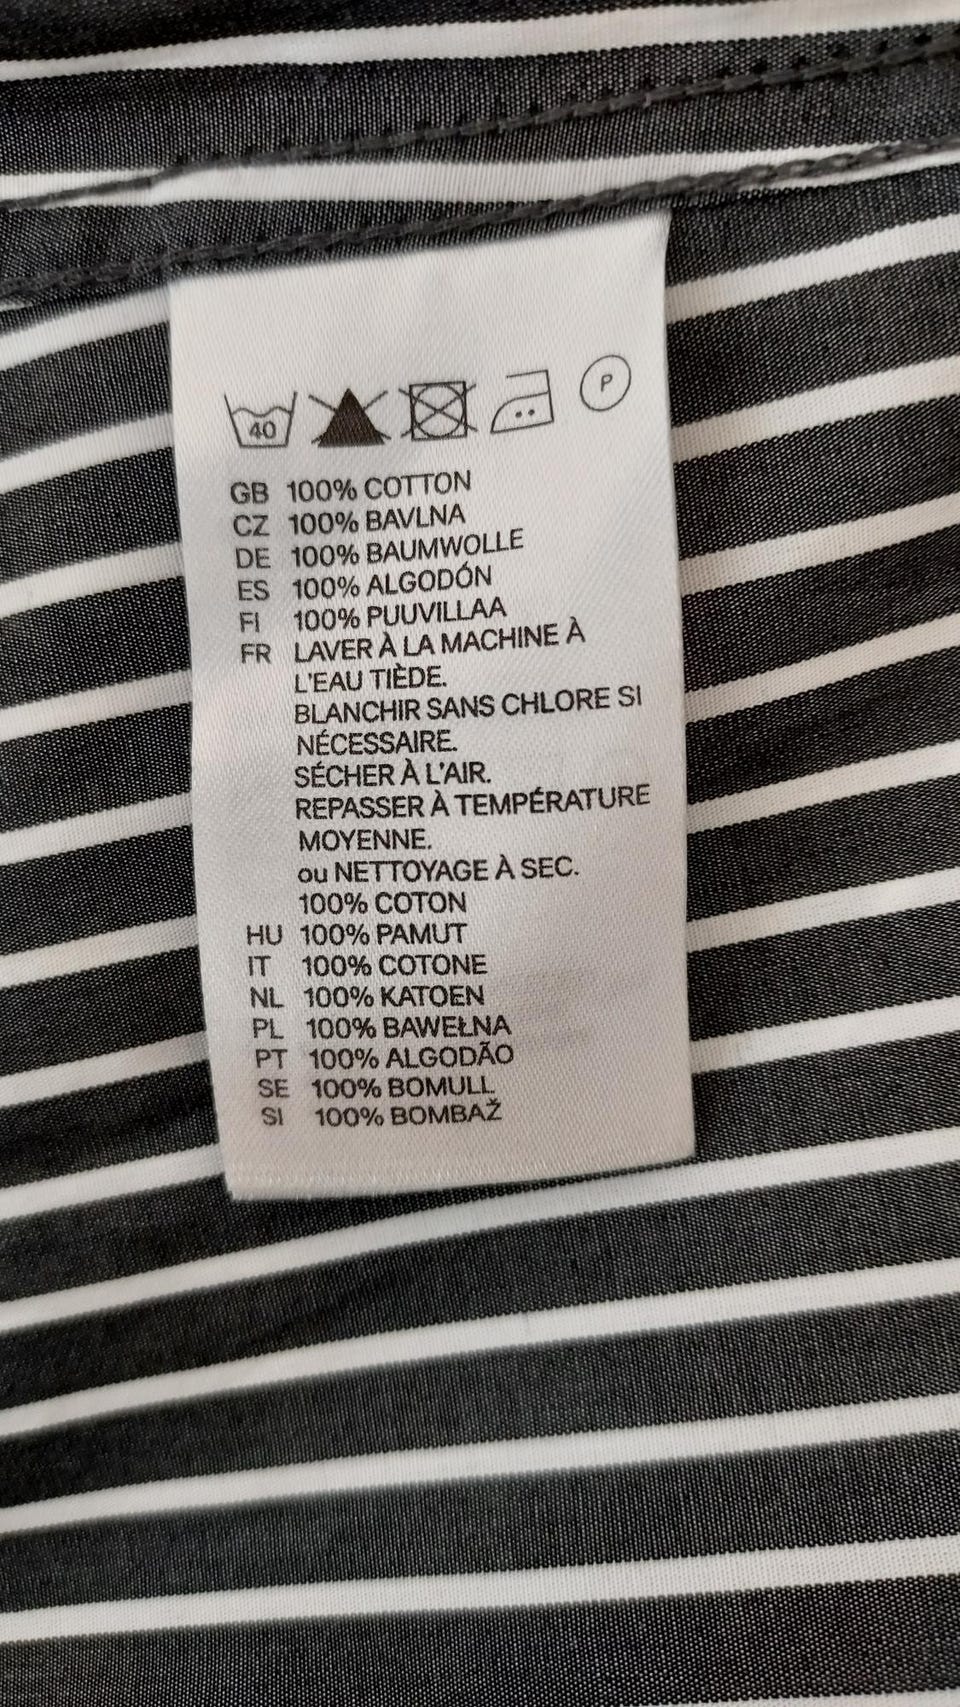 40 P
GB 100% COTTON
CZ 100% BAVLNA
DE 100% BAUMWOLLE
ES 100% ALGODÓN
FI 100% PUUVILLAA
FR LAVER À LA MACHINE À
L'EAU TIÈDE.
BLANCHIR SANS CHLORE SI
NÉCESSAIRE.
SÉCHER À L'AIR.
REPASSER À TEMPÉRATURE
MOYENNE.
ou NETTOYAGE À SEC.
100% COTON
HU 100% PAMUT
IT 100% COTONE
NL 100% KATOEN
PL 100% BAWEŁNA
PT 100% ALGODÃO
SE 100% BOMULL
SI 100% BOMBAŽ